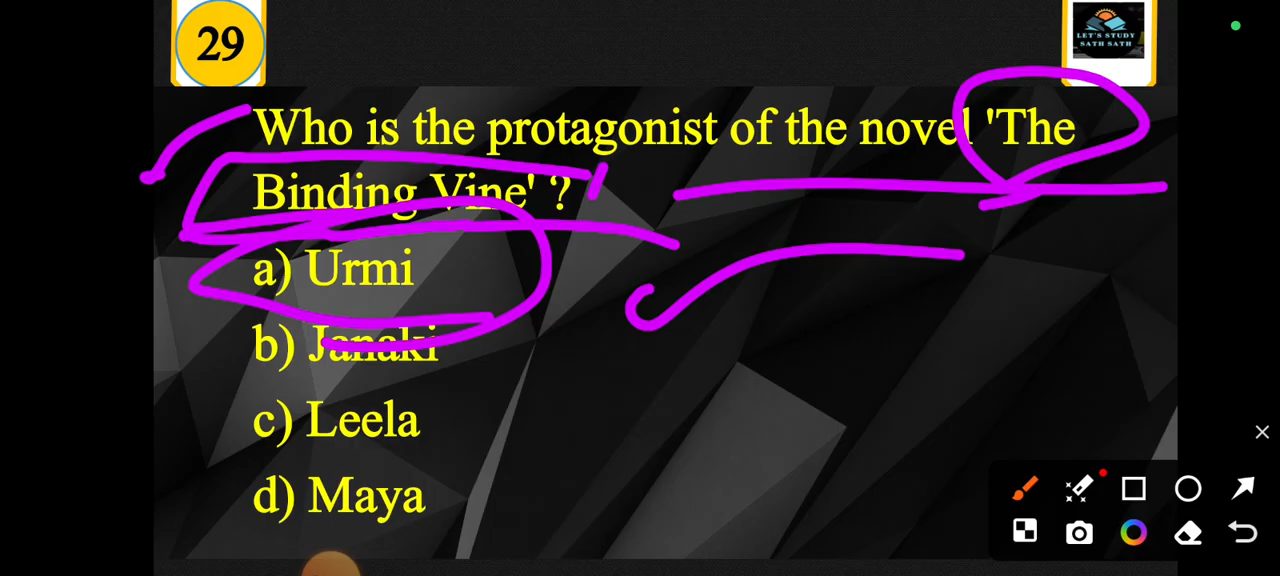 29
LET'S STUDY
SATH SATH
Who is the protagonist of the novel 'The
Binding Vine' ?
a) Urmi
b) Janaki
c) Leela
d) Maya